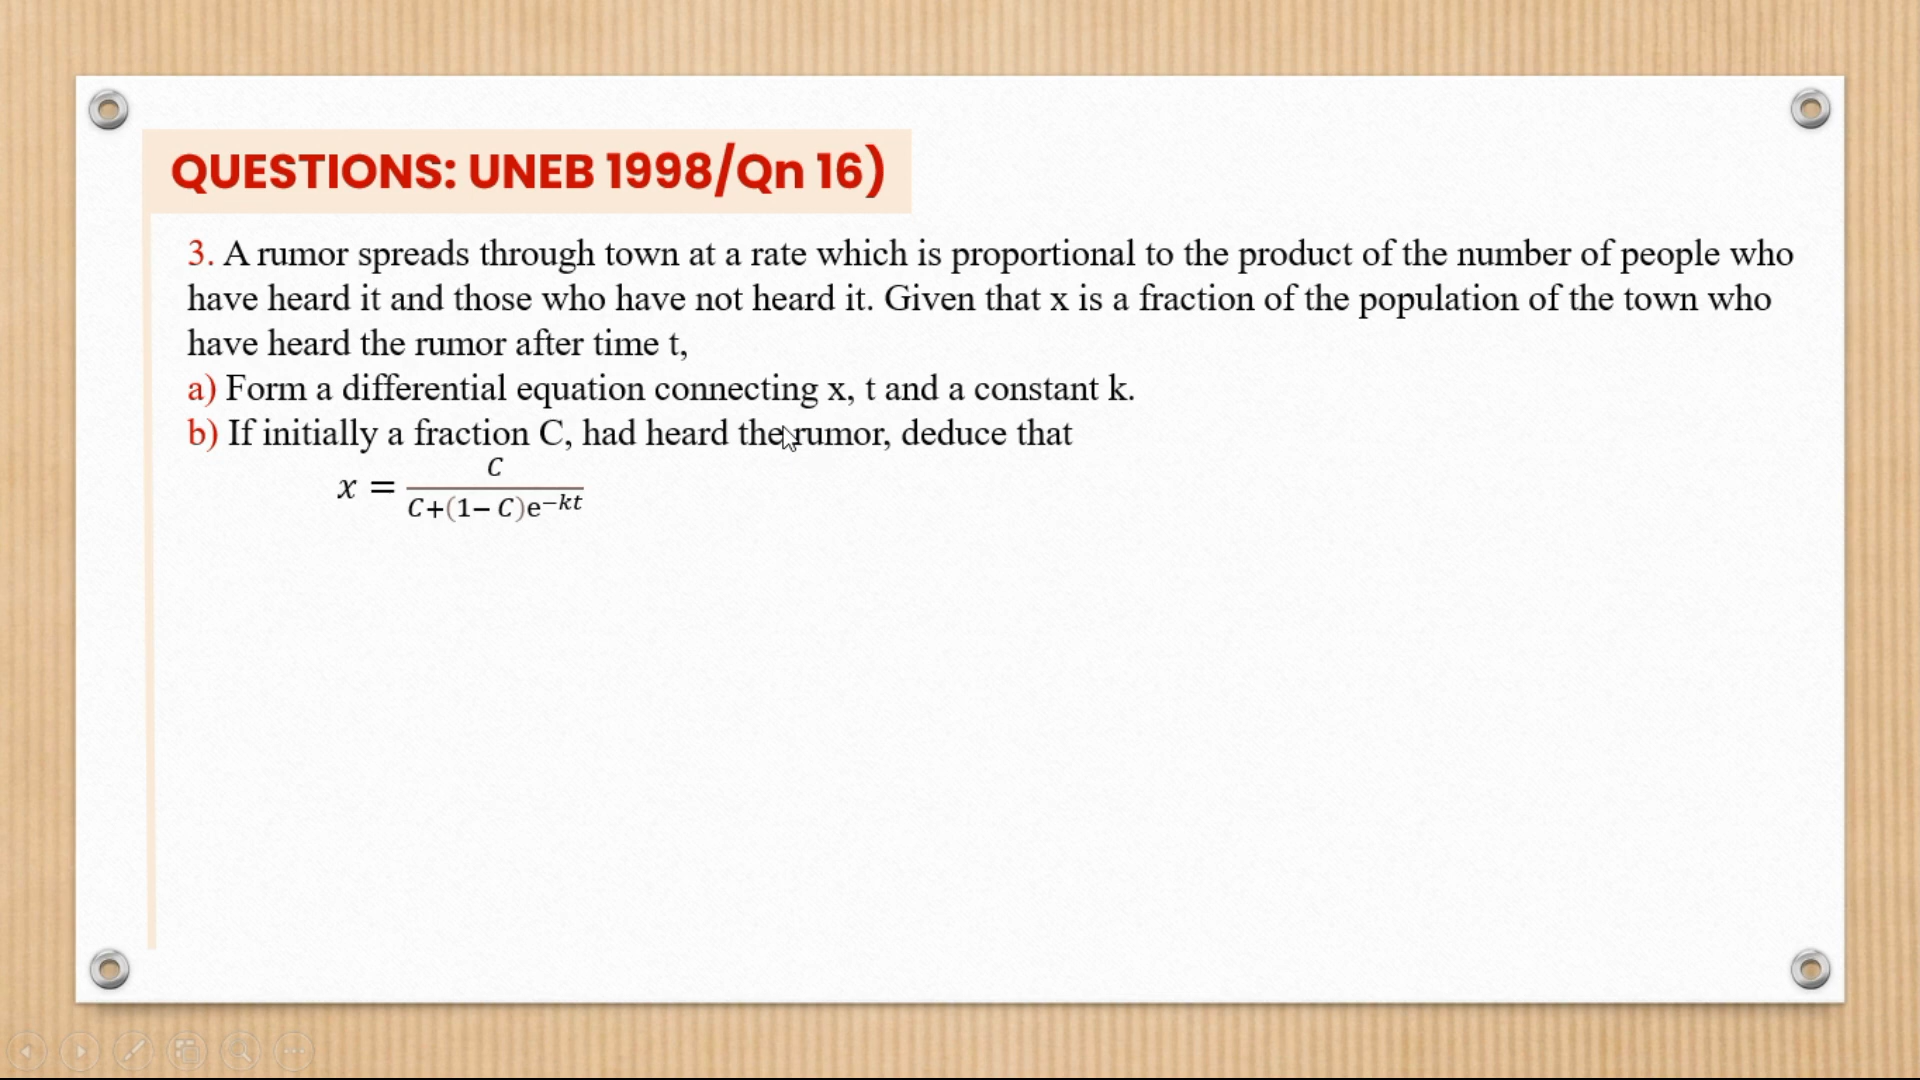 QUESTIONS: UNEB 1998/Qn 16)
3. A rumor spreads through town at a rate which is proportional to the product of the number of people who
have heard it and those who have not heard it. Given that x is a fraction of the population of the town who
have heard the rumor after time t,
a) Form a differential equation connecting x, t and a constant k.
b) If initially a fraction C, had heard the rumor, deduce that
x = C / C+(1− C)e^−kt